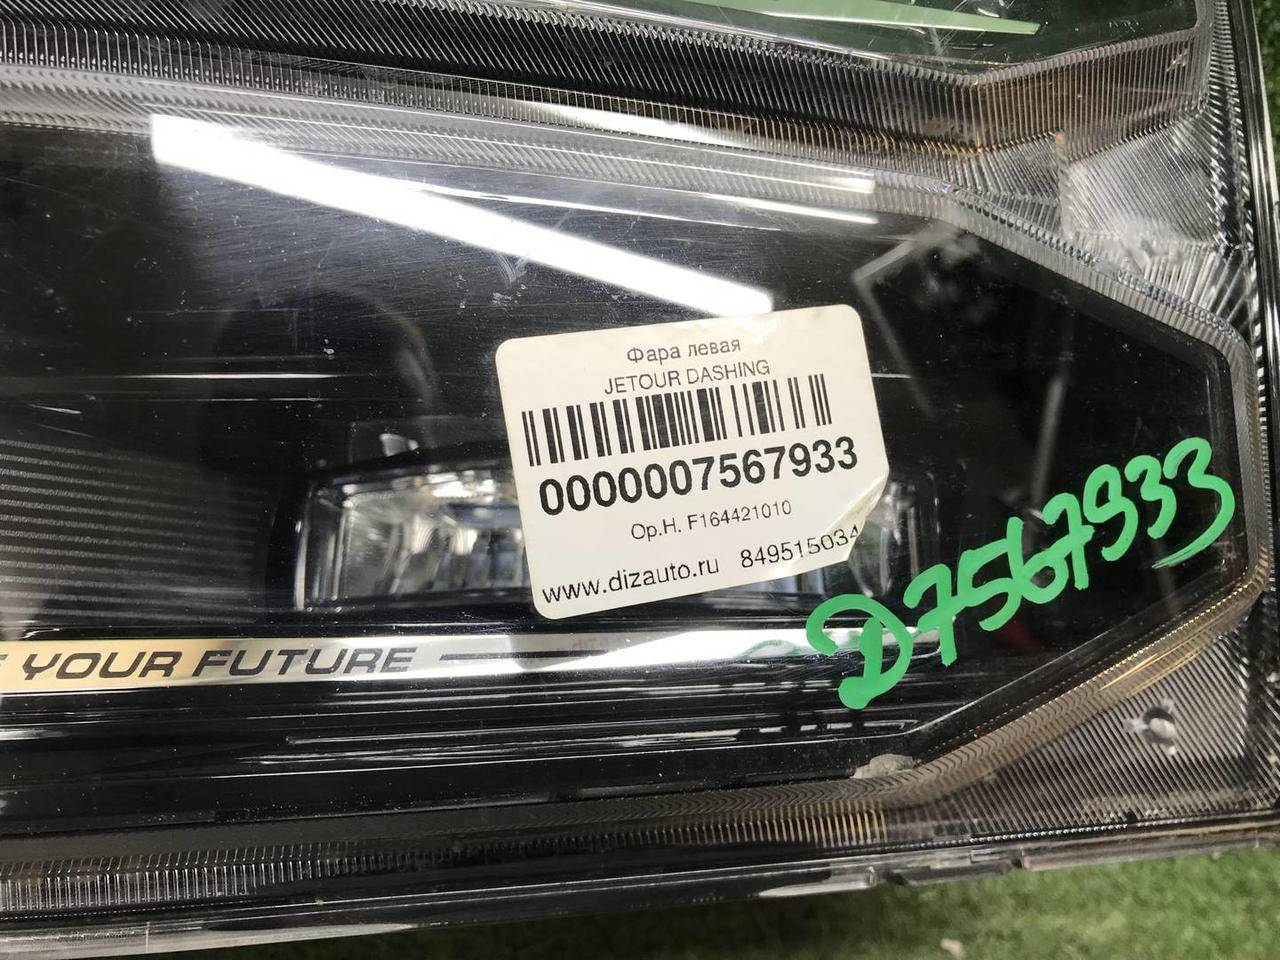 Фара левая
JETOUR DASHING
0000007567933
Ор.Н. F164421010
www.dizauto.ru 849515034
YOUR FUTURE
D7567933